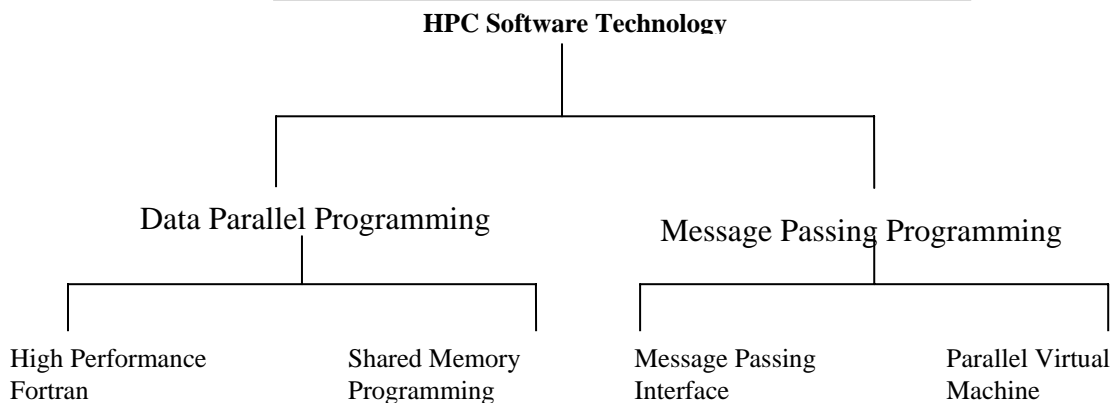 HPC Software Technology
Data Parallel Programming
Message Passing Programming
High Performance
Fortran
Shared Memory
Programming
Message Passing
Interface
Parallel Virtual
Machine